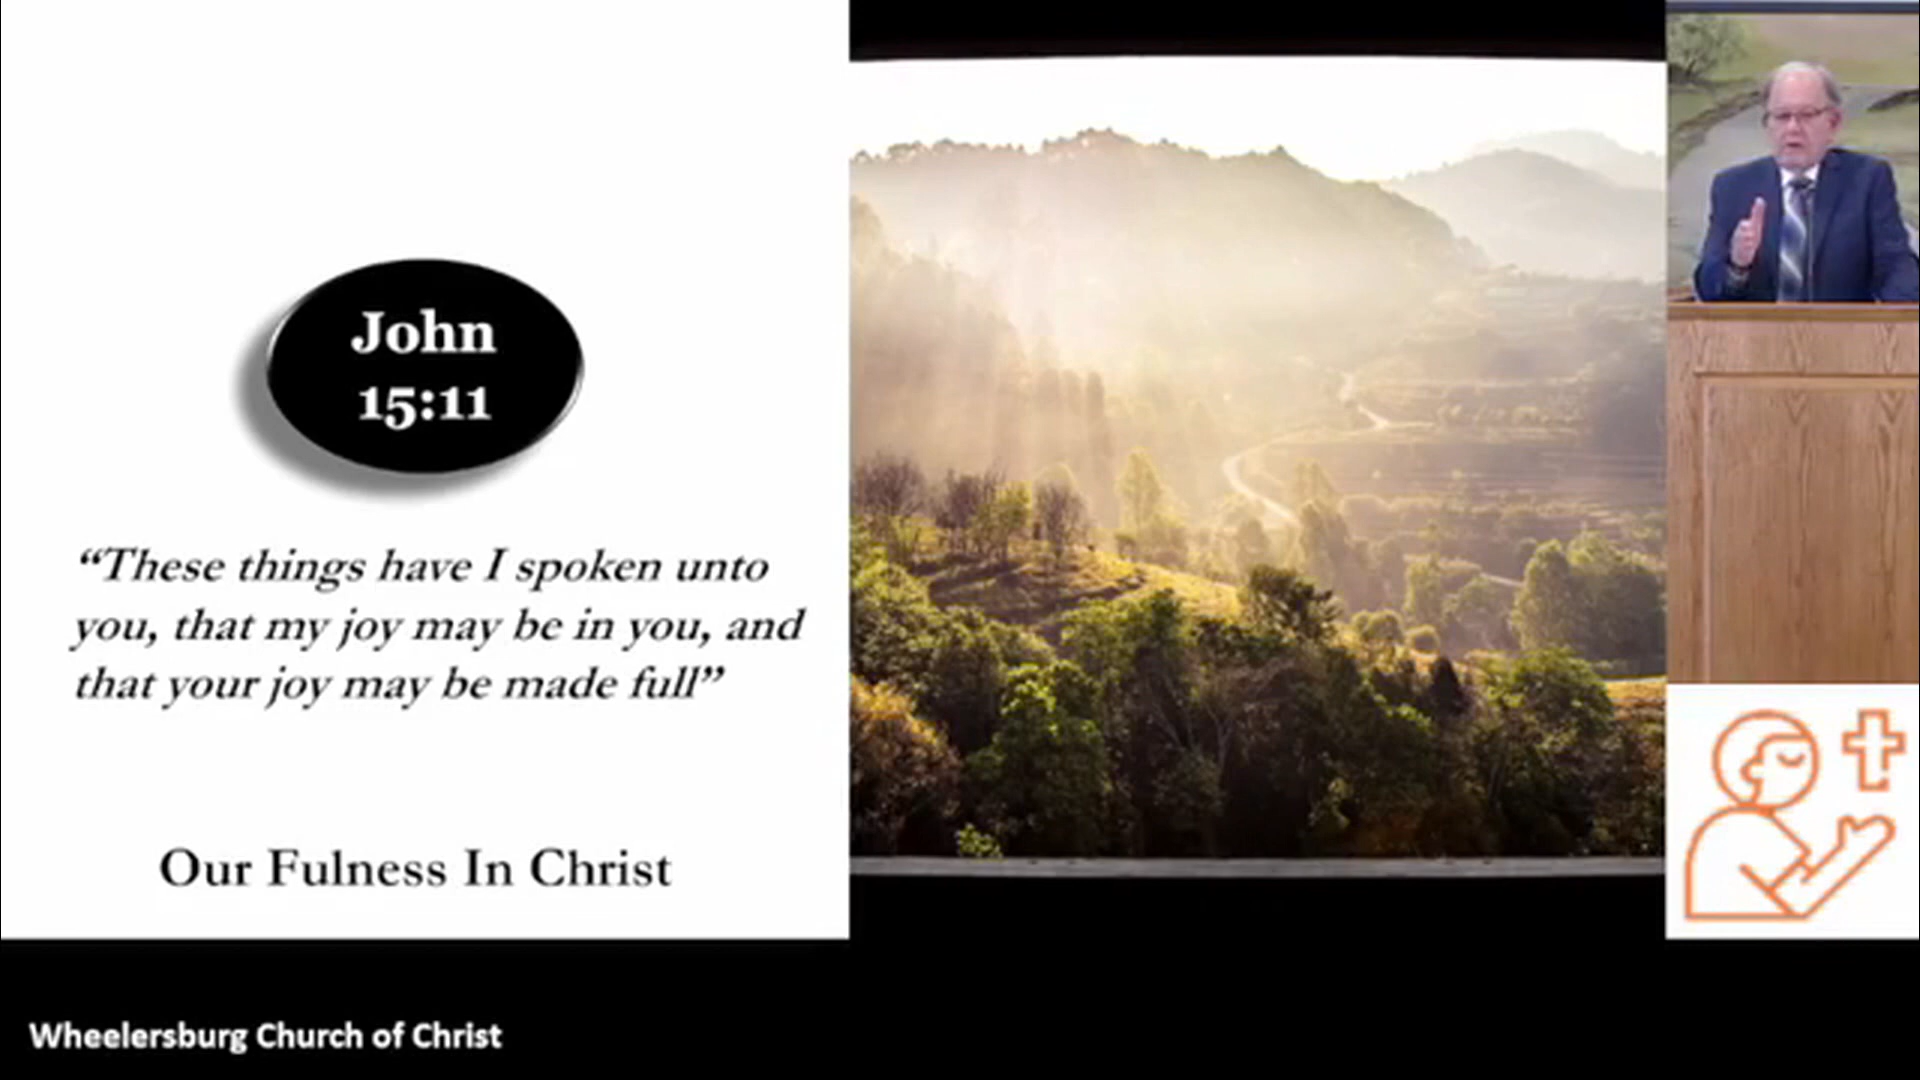 John
15:11
“These things have I spoken unto
you, that my joy may be in you, and
that your joy may be made full”
Our Fulness In Christ
Wheelersburg Church of Christ